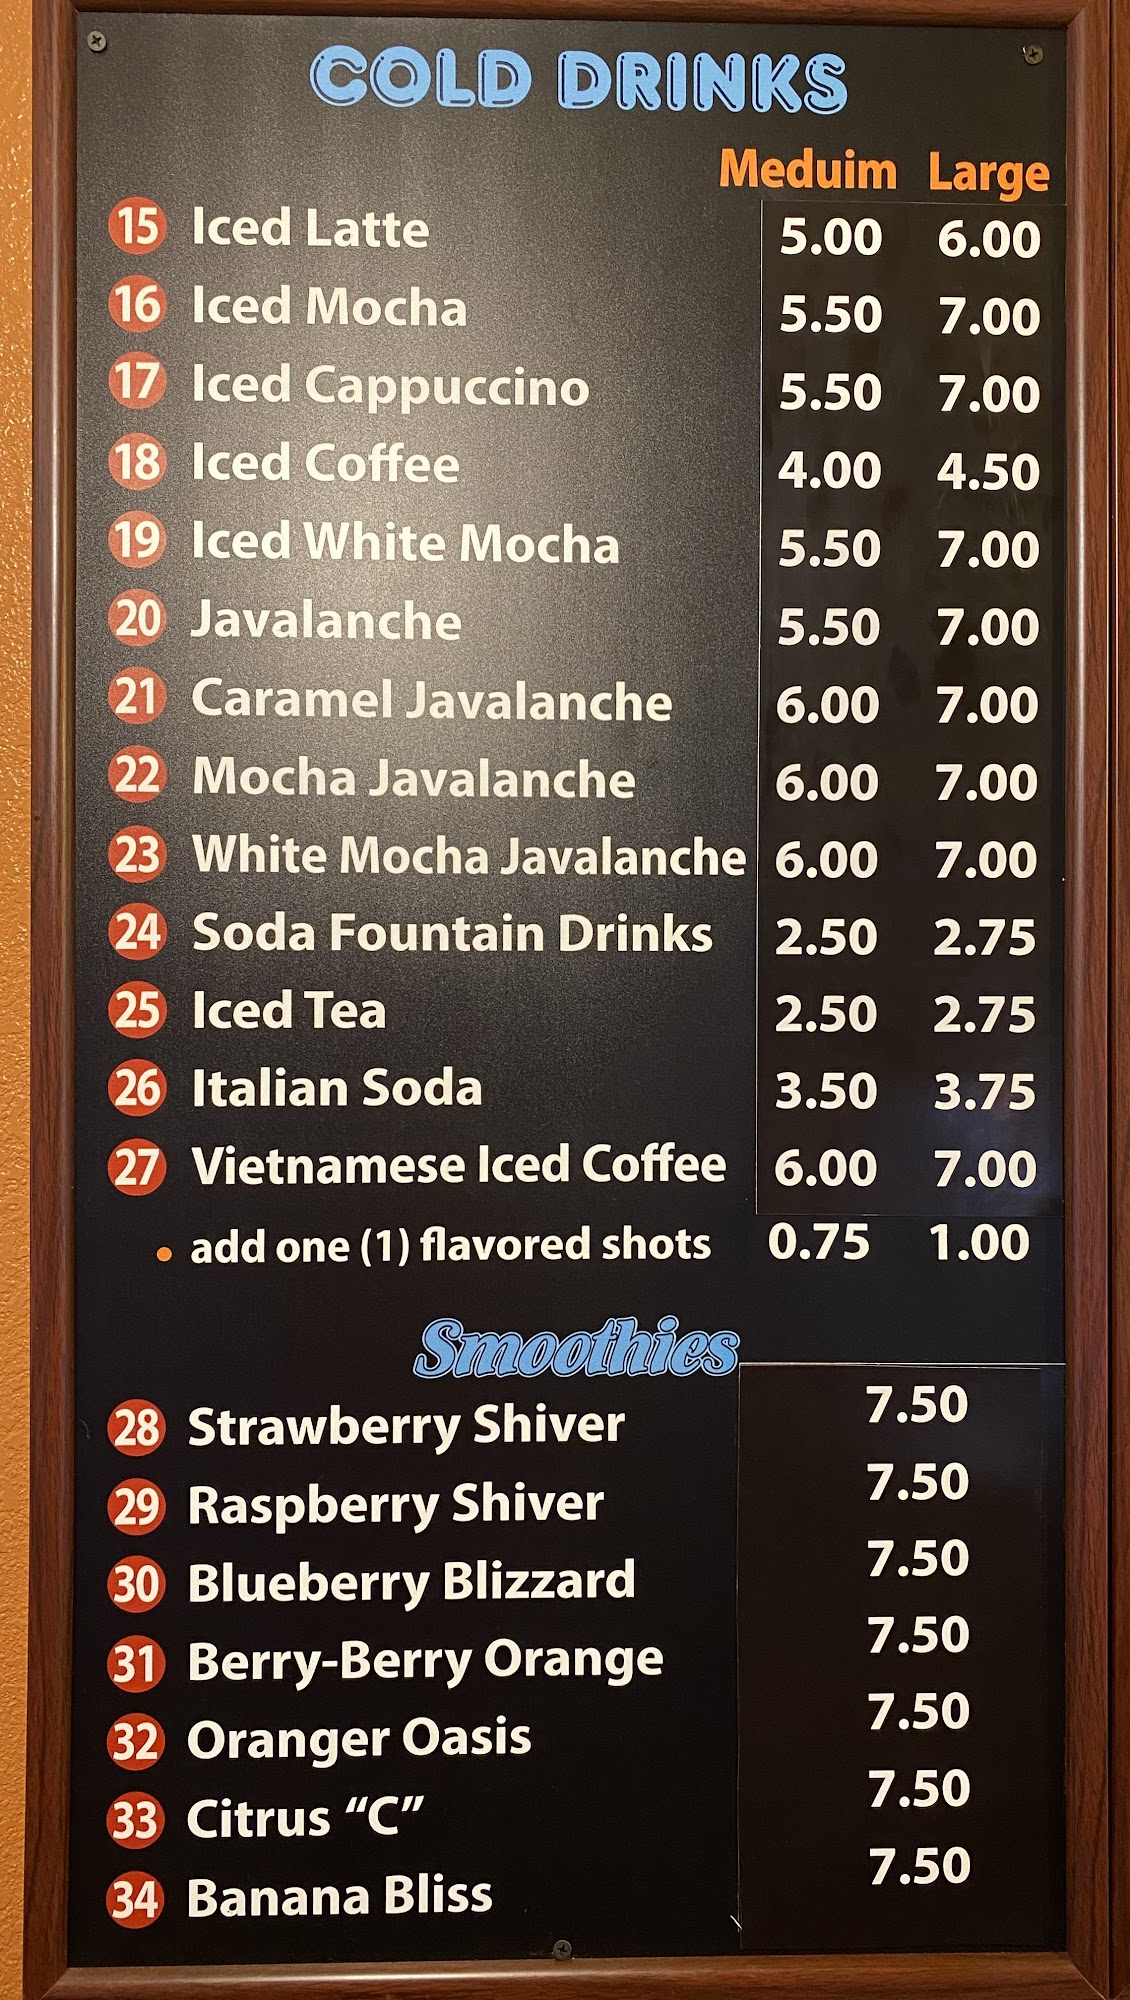 COLD DRINKS
Meduim Large
15 Iced Latte 5.00 6.00
16 Iced Mocha 5.50 7.00
17 Iced Cappuccino 5.50 7.00
18 Iced Coffee 4.00 4.50
19 Iced White Mocha 5.50 7.00
20 Javalanche 5.50 7.00
21 Caramel Javalanche 6.00 7.00
22 Mocha Javalanche 6.00 7.00
23 White Mocha Javalanche 6.00 7.00
24 Soda Fountain Drinks 2.50 2.75
25 Iced Tea 2.50 2.75
26 Italian Soda 3.50 3.75
27 Vietnamese Iced Coffee 6.00 7.00
• add one (1) flavored shots 0.75 1.00
Smoothies
28 Strawberry Shiver 7.50
29 Raspberry Shiver 7.50
30 Blueberry Blizzard 7.50
31 Berry-Berry Orange 7.50
32 Oranger Oasis 7.50
33 Citrus “C” 7.50
34 Banana Bliss 7.50